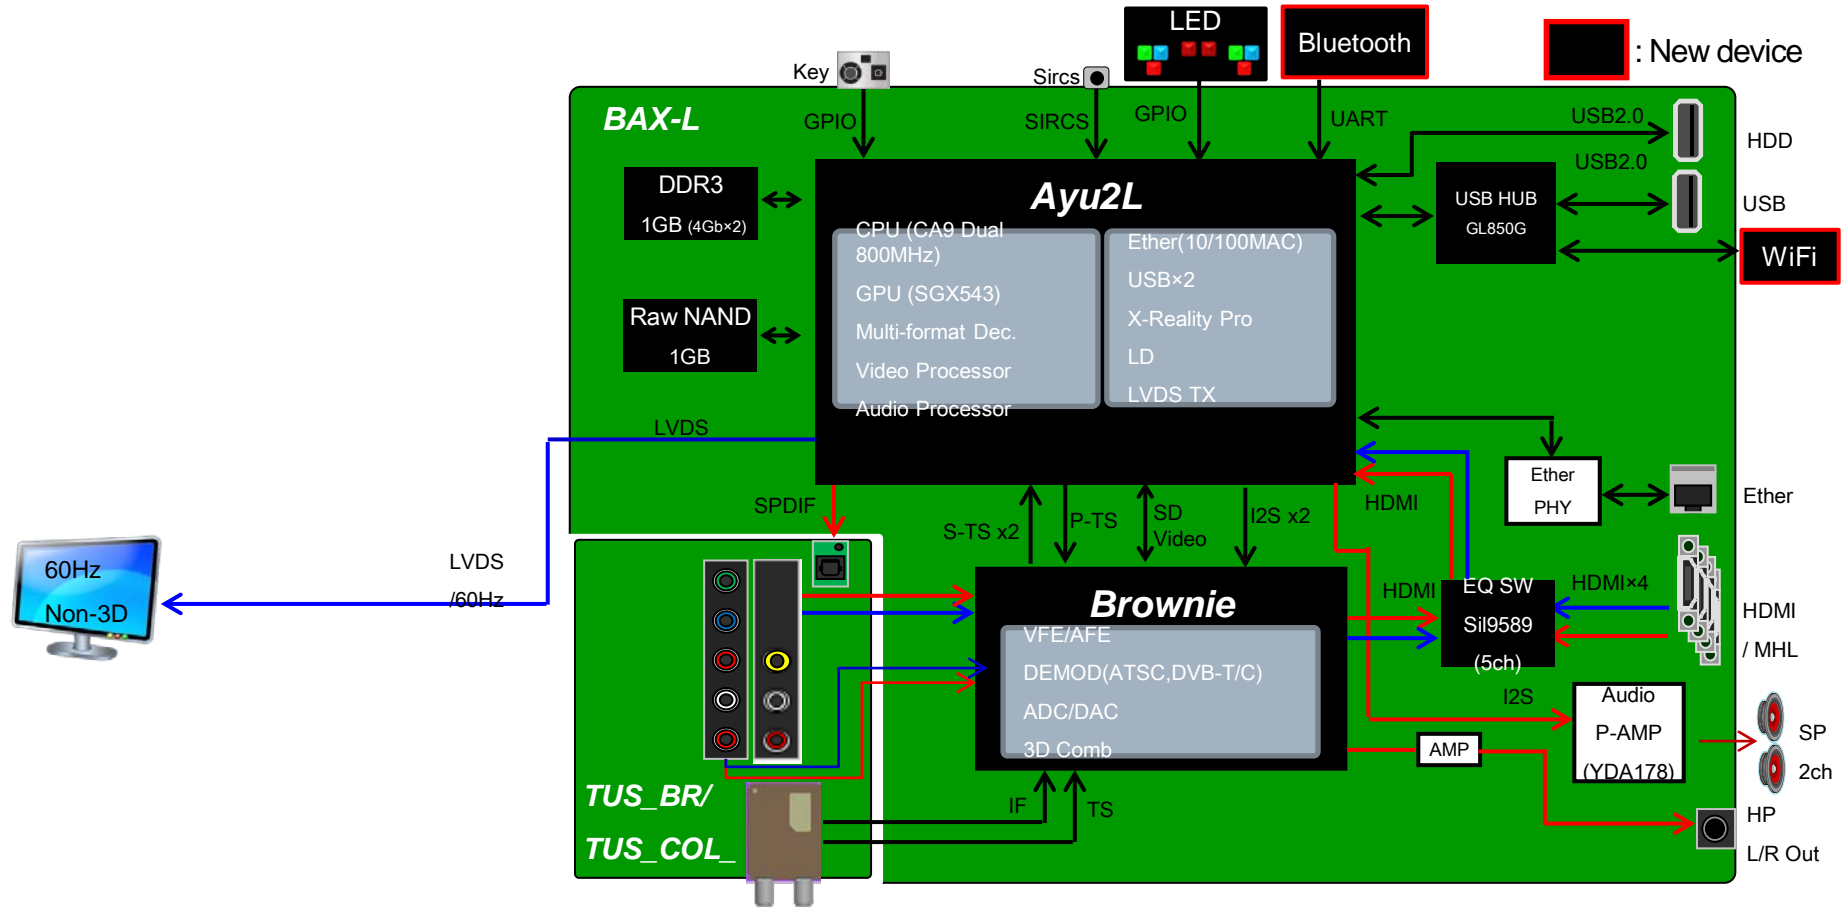 LED
Bluetooth
: New device
Key
Sircs
BAX-L
GPIO
SIRCS
GPIO
UART
USB2.0
HDD
USB2.0
DDR3
1GB (4Gb×2)
Ayu2L
USB HUB
GL850G
USB
WiFi
CPU (CA9 Dual
800MHz)
GPU (SGX543)
Multi-format Dec.
Video Processor
Audio Processor
Ether(10/100MAC)
USB×2
X-Reality Pro
LD
LVDS TX
Raw NAND
1GB
LVDS
SPDIF
S-TS x2
P-TS
SD
Video
I2S x2
HDMI
Ether
PHY
Ether
60Hz
Non-3D
LVDS
/60Hz
Brownie
VFE/AFE
DEMOD(ATSC,DVB-T/C)
ADC/DAC
3D Comb
HDMI
EQ SW
SiI9589
(5ch)
HDMI×4
HDMI
/ MHL
I2S
Audio
P-AMP
(YDA178)
SP
2ch
AMP
HP
L/R Out
TUS_BR/
TUS_COL_
IF
TS